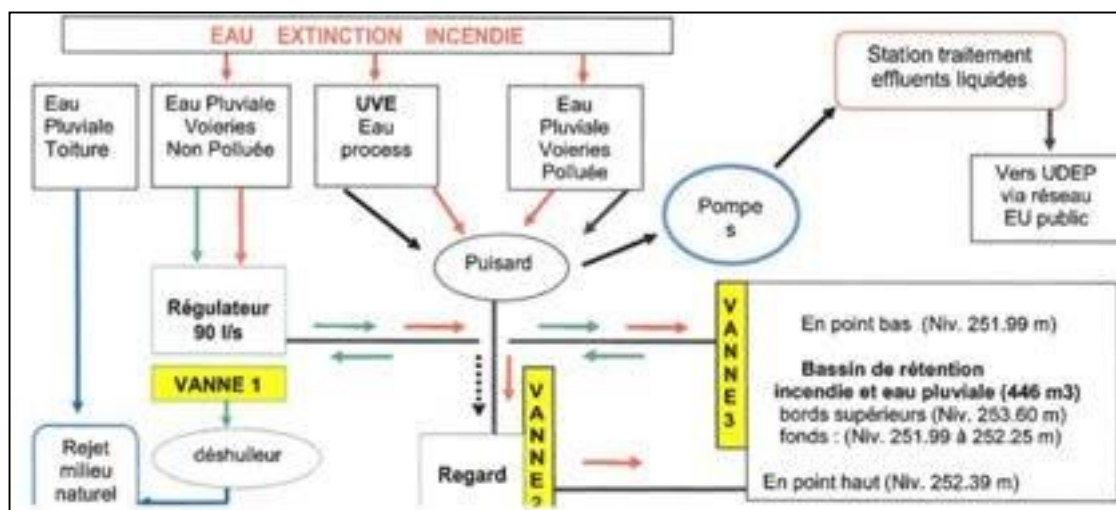 EAU EXTINCTION INCENDIE
Station traitement
effluents liquides
Eau
Pluviale
Toiture
Eau Pluviale
Voieries
Non Polluée
UVE
Eau
process
Eau
Pluviale
Voieries
Polluée
Pompe
s
Vers UDEP
via réseau
EU public
Puisard
Régulateur
90 l/s
VANNE 1
déshuileur
Rejet
milieu
naturel
Regard
VANNE 2
VANNE 3
En point bas (Niv. 251.99 m)
Bassin de rétention
incendie et eau pluviale (446 m3)
bords supérieurs (Niv. 253.60 m)
fonds : (Niv. 251.99 à 252.25 m)
En point haut (Niv. 252.39 m)